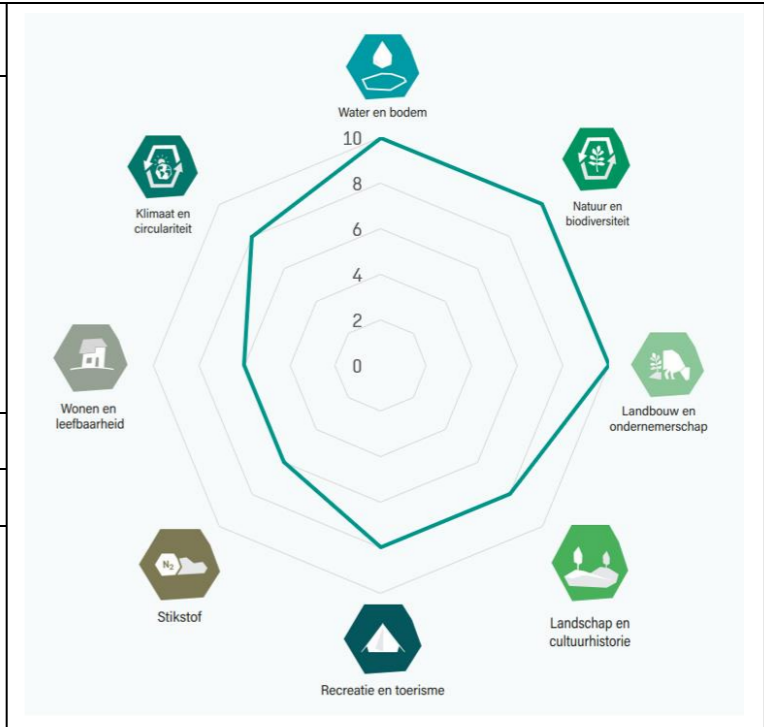 Water en bodem
10
8
6
4
2
0
Natuur en
biodiversiteit
Landbouw en
ondernemerschap
Landschap en
cultuurhistorie
Recreatie en toerisme
N₂
Stikstof
Wonen en
leefbaarheid
Klimaat en
circulariteit